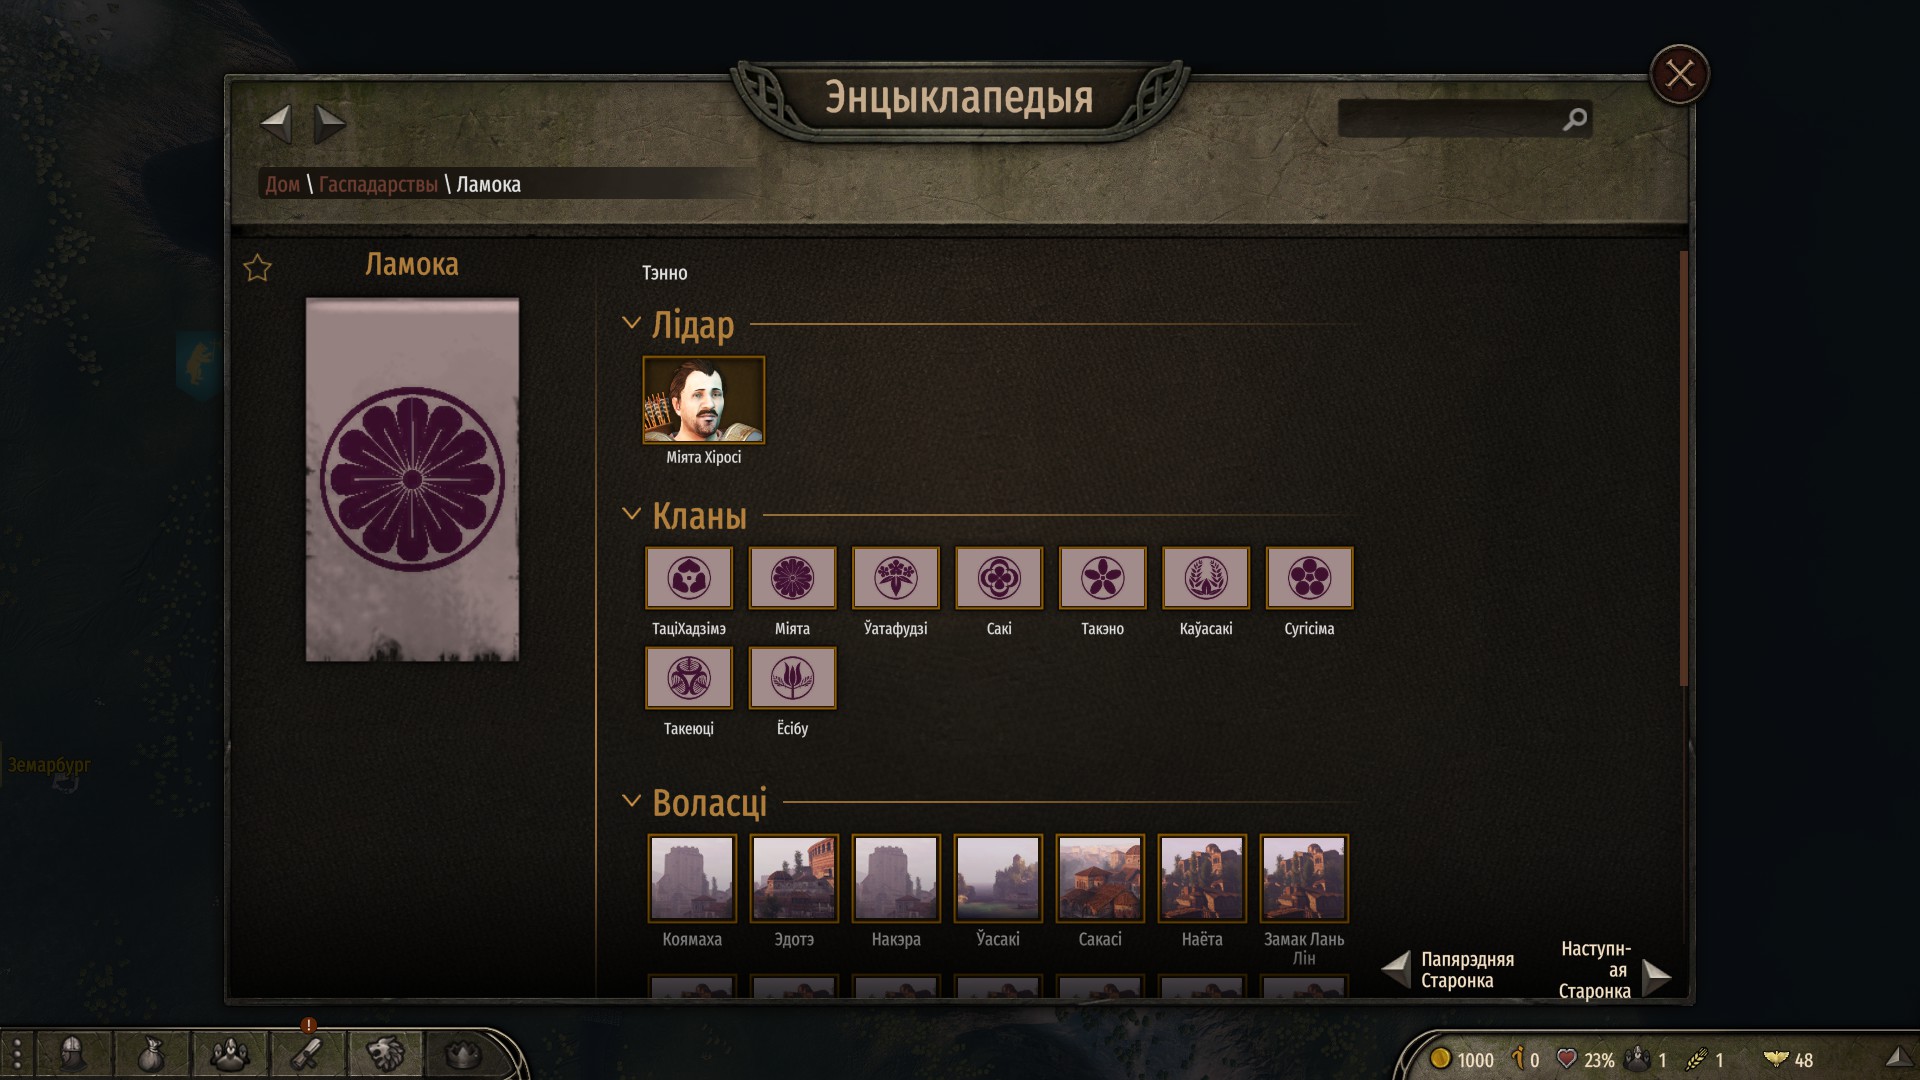 Энцыклапедыя
Дом \ Гаспадарствы \ Ламока
Ламока
Тэнно
Лідар
Міята Хіросі
Кланы
ТаціХадзімэ
Міята
Ўатафудзі
Сакі
Такэно
Каўасакі
Сугісіма
Такеюці
Ёсібу
Воласці
Коямаха
Эдотэ
Накэра
Ўасакі
Сакасі
Наёта
Замак Лань
Лін
Папярэдняя
Старонка
Наступн-
ая
Старонка
Земарбург
!
1000
0
23%
1
1
48